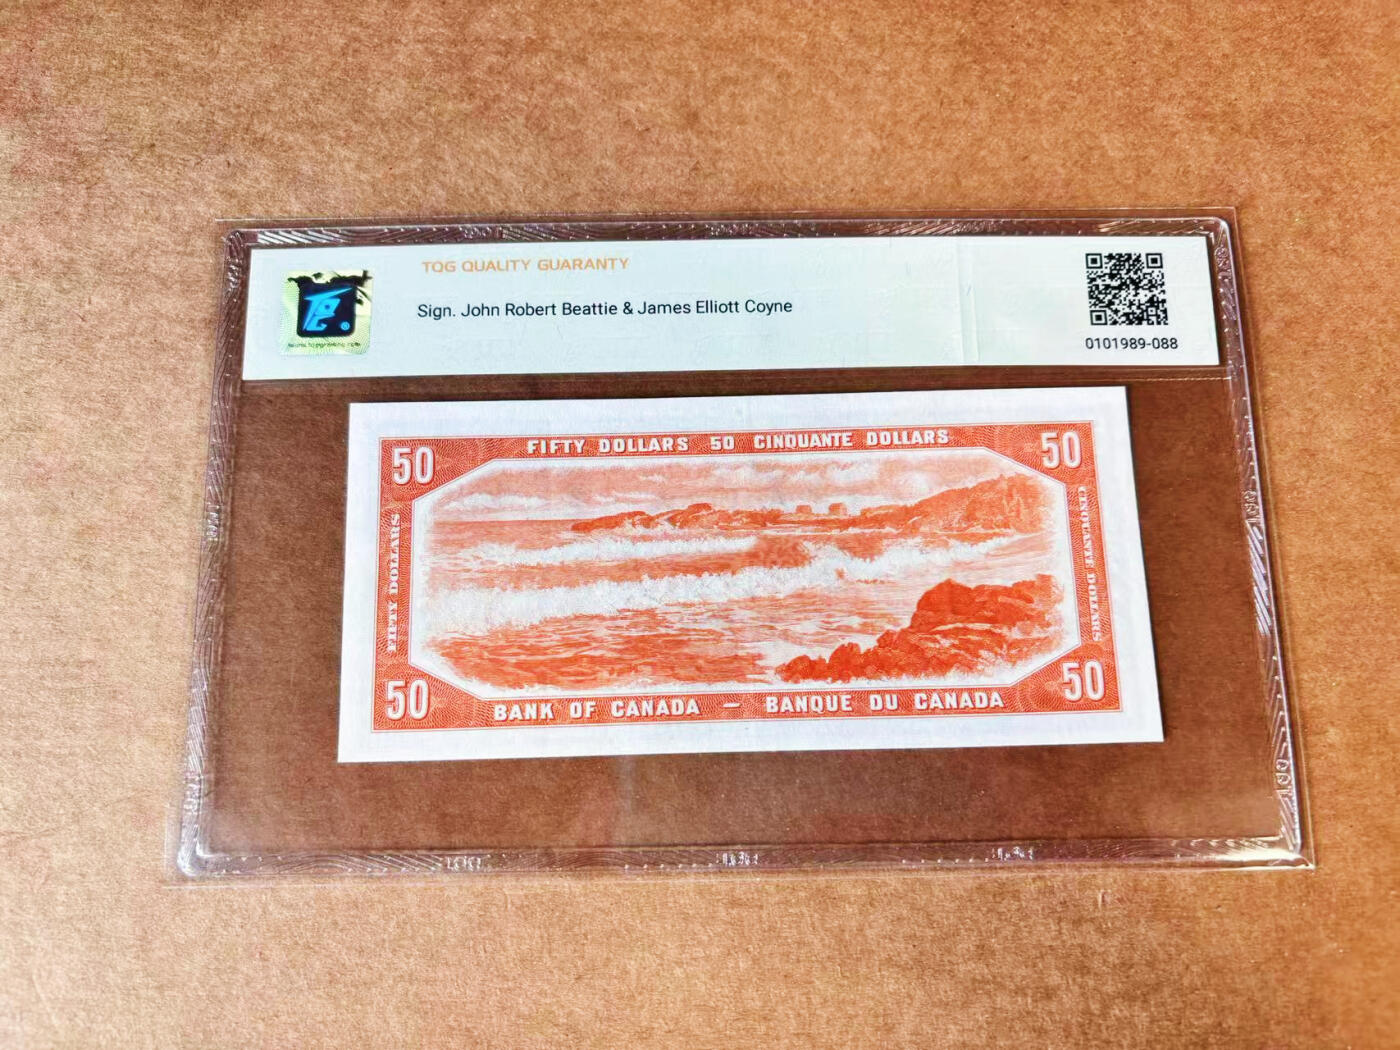 TQG QUALITY GUARANTY
Sign. John Robert Beattie & James Elliott Coyne
0101989-088
FIFTY DOLLARS 50 CINQUANTE DOLLARS
50
50
FIFTY DOLLARS
CINQUANTE DOLLARS
50
50
BANK OF CANADA — BANQUE DU CANADA